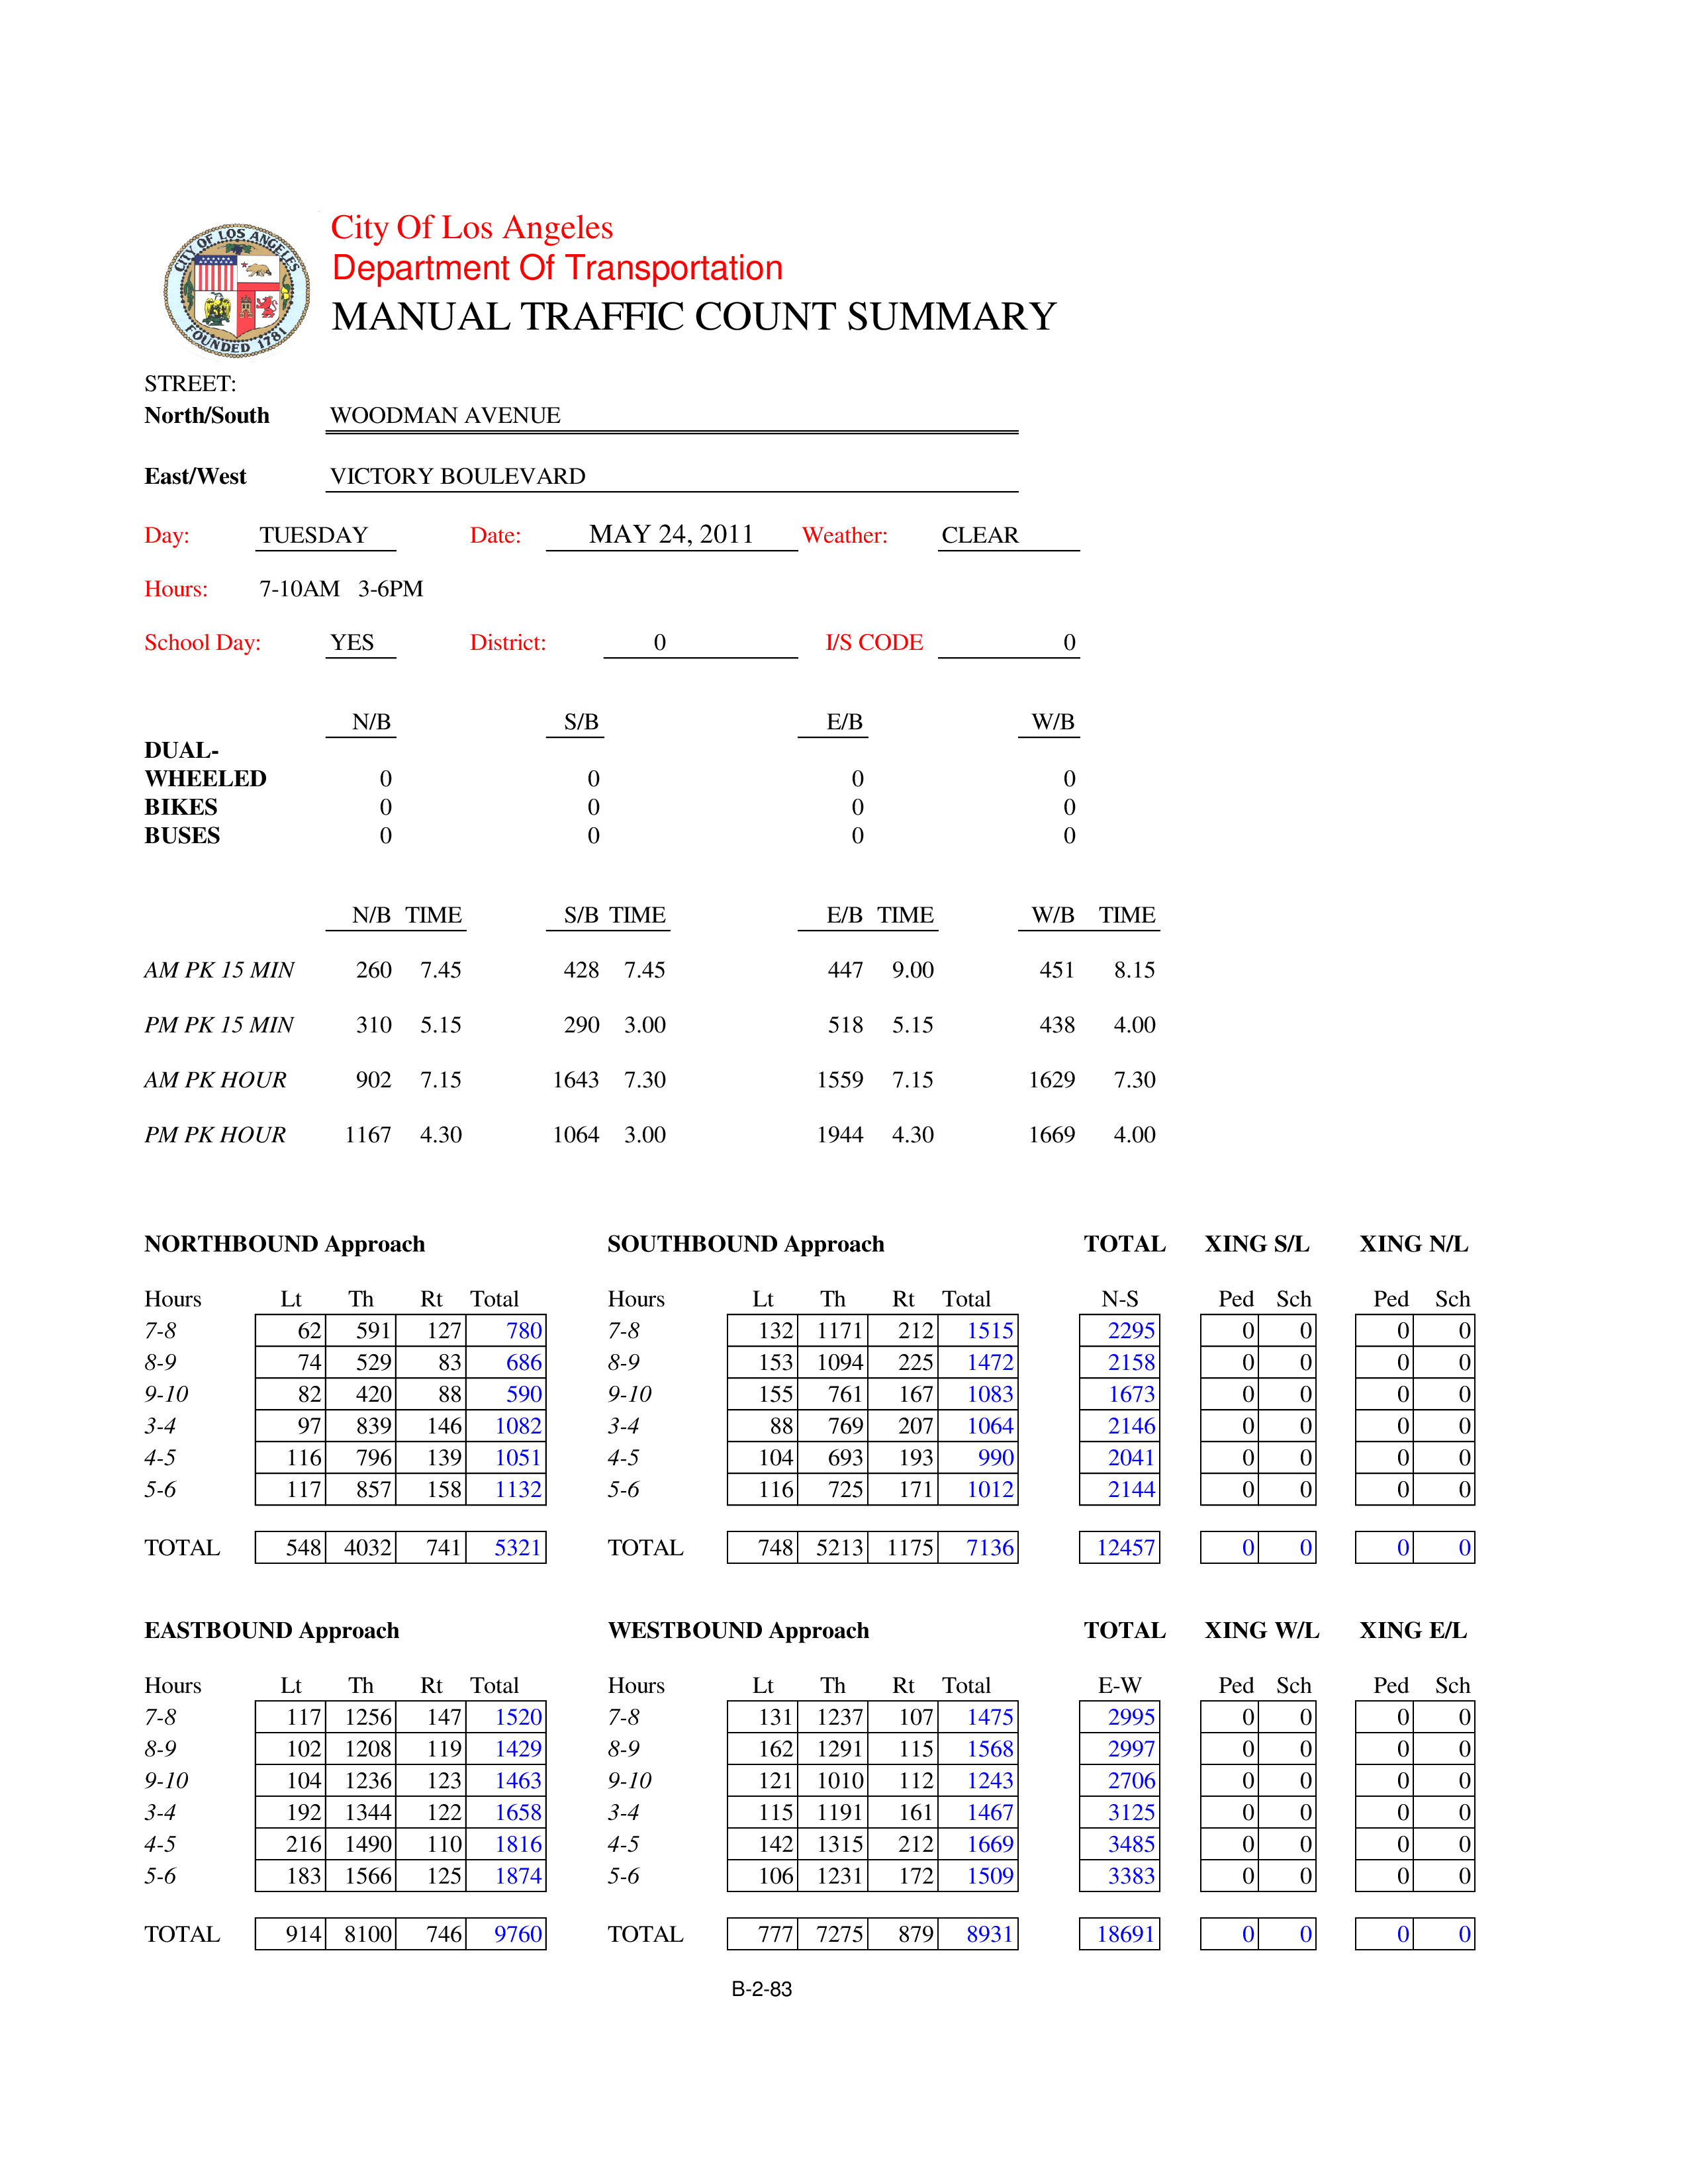 CITY OF LOS ANGELES
FOUNDED 1781
City Of Los Angeles
Department Of Transportation
MANUAL TRAFFIC COUNT SUMMARY
STREET:
North/South WOODMAN AVENUE
East/West VICTORY BOULEVARD
Day: TUESDAY Date: MAY 24, 2011 Weather: CLEAR
Hours: 7-10AM 3-6PM
School Day: YES District: 0 I/S CODE 0
N/B S/B E/B W/B
DUAL-
WHEELED 0 0 0 0
BIKES 0 0 0 0
BUSES 0 0 0 0
N/B TIME S/B TIME E/B TIME W/B TIME
AM PK 15 MIN 260 7.45 428 7.45 447 9.00 451 8.15
PM PK 15 MIN 310 5.15 290 3.00 518 5.15 438 4.00
AM PK HOUR 902 7.15 1643 7.30 1559 7.15 1629 7.30
PM PK HOUR 1167 4.30 1064 3.00 1944 4.30 1669 4.00
NORTHBOUND Approach SOUTHBOUND Approach TOTAL XING S/L XING N/L
Hours Lt Th Rt Total Hours Lt Th Rt Total N-S Ped Sch Ped Sch
7-8 62 591 127 780 7-8 132 1171 212 1515 2295 0 0 0 0
8-9 74 529 83 686 8-9 153 1094 225 1472 2158 0 0 0 0
9-10 82 420 88 590 9-10 155 761 167 1083 1673 0 0 0 0
3-4 97 839 146 1082 3-4 88 769 207 1064 2146 0 0 0 0
4-5 116 796 139 1051 4-5 104 693 193 990 2041 0 0 0 0
5-6 117 857 158 1132 5-6 116 725 171 1012 2144 0 0 0 0
TOTAL 548 4032 741 5321 TOTAL 748 5213 1175 7136 12457 0 0 0 0
EASTBOUND Approach WESTBOUND Approach TOTAL XING W/L XING E/L
Hours Lt Th Rt Total Hours Lt Th Rt Total E-W Ped Sch Ped Sch
7-8 117 1256 147 1520 7-8 131 1237 107 1475 2995 0 0 0 0
8-9 102 1208 119 1429 8-9 162 1291 115 1568 2997 0 0 0 0
9-10 104 1236 123 1463 9-10 121 1010 112 1243 2706 0 0 0 0
3-4 192 1344 122 1658 3-4 115 1191 161 1467 3125 0 0 0 0
4-5 216 1490 110 1816 4-5 142 1315 212 1669 3485 0 0 0 0
5-6 183 1566 125 1874 5-6 106 1231 172 1509 3383 0 0 0 0
TOTAL 914 8100 746 9760 TOTAL 777 7275 879 8931 18691 0 0 0 0
B-2-83